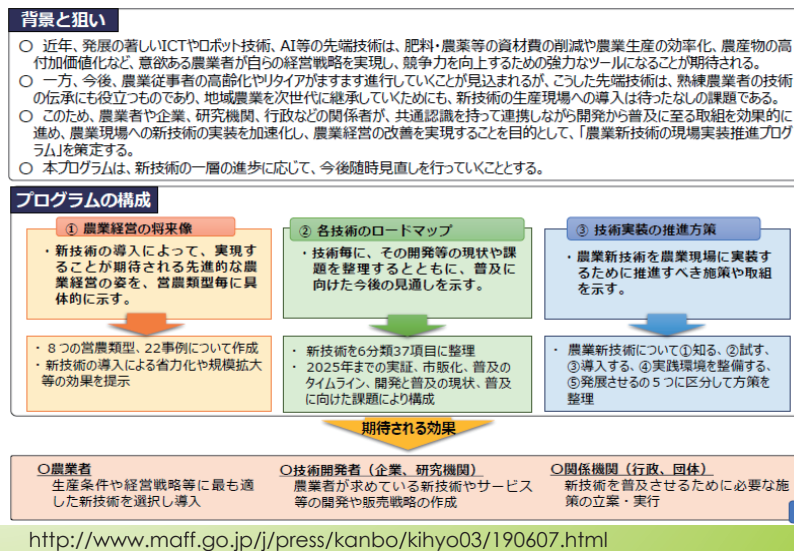 背景と狙い
○ 近年、発展の著しいICTやロボット技術、AI等の先端技術は、肥料・農薬等の資材費の削減や農業生産の効率化、農産物の高
付加価値化など、意欲ある農業者が自らの経営戦略を実現し、競争力を向上するための強力なツールになることが期待される。
○ 一方、今後、農業従事者の高齢化やリタイアがますます進行していくことが見込まれるが、こうした先端技術は、熟練農業者の技術
の伝承にも役立つものであり、地域農業を次世代に継承していくためにも、新技術の生産現場への導入は待ったなしの課題である。
○ このため、農業者や企業、研究機関、行政などの関係者が、共通認識を持って連携しながら開発から普及に至る取組を効果的に
進め、農業現場への新技術の実装を加速化し、農業経営の改善を実現することを目的として、「農業新技術の現場実装推進プログ
ラム」を策定する。
○ 本プログラムは、新技術の一層の進歩に応じて、今後随時見直しを行っていくこととする。
プログラムの構成
① 農業経営の将来像
・新技術の導入によって、実現す
ることが期待される先進的な農
業経営の姿を、営農類型毎に具
体的に示す。
・８つの営農類型、22事例について作成
・新技術の導入による省力化や規模拡大
等の効果を提示
② 各技術のロードマップ
・技術毎に、その開発等の現状や課
題を整理するとともに、普及に
向けた今後の見通しを示す。
・ 新技術を6分類37項目に整理
・ 2025年までの実証、市販化、普及の
タイムライン、開発と普及の現状、普及
に向けた課題により構成
③ 技術実装の推進方策
・農業新技術を農業現場に実装す
るために推進すべき施策や取組
を示す。
・ 農業新技術について①知る、②試す、
③導入する、④実践環境を整備する、
⑤発展させるの５つに区分して方策を
整理
期待される効果
○農業者
生産条件や経営戦略等に最も適
した新技術を選択し導入
○技術開発者（企業、研究機関）
農業者が求めている新技術やサービス
等の開発や販売戦略の作成
○関係機関（行政、団体）
新技術を普及させるために必要な施
策の立案・実行
http://www.maff.go.jp/j/press/kanbo/kihyo03/190607.html